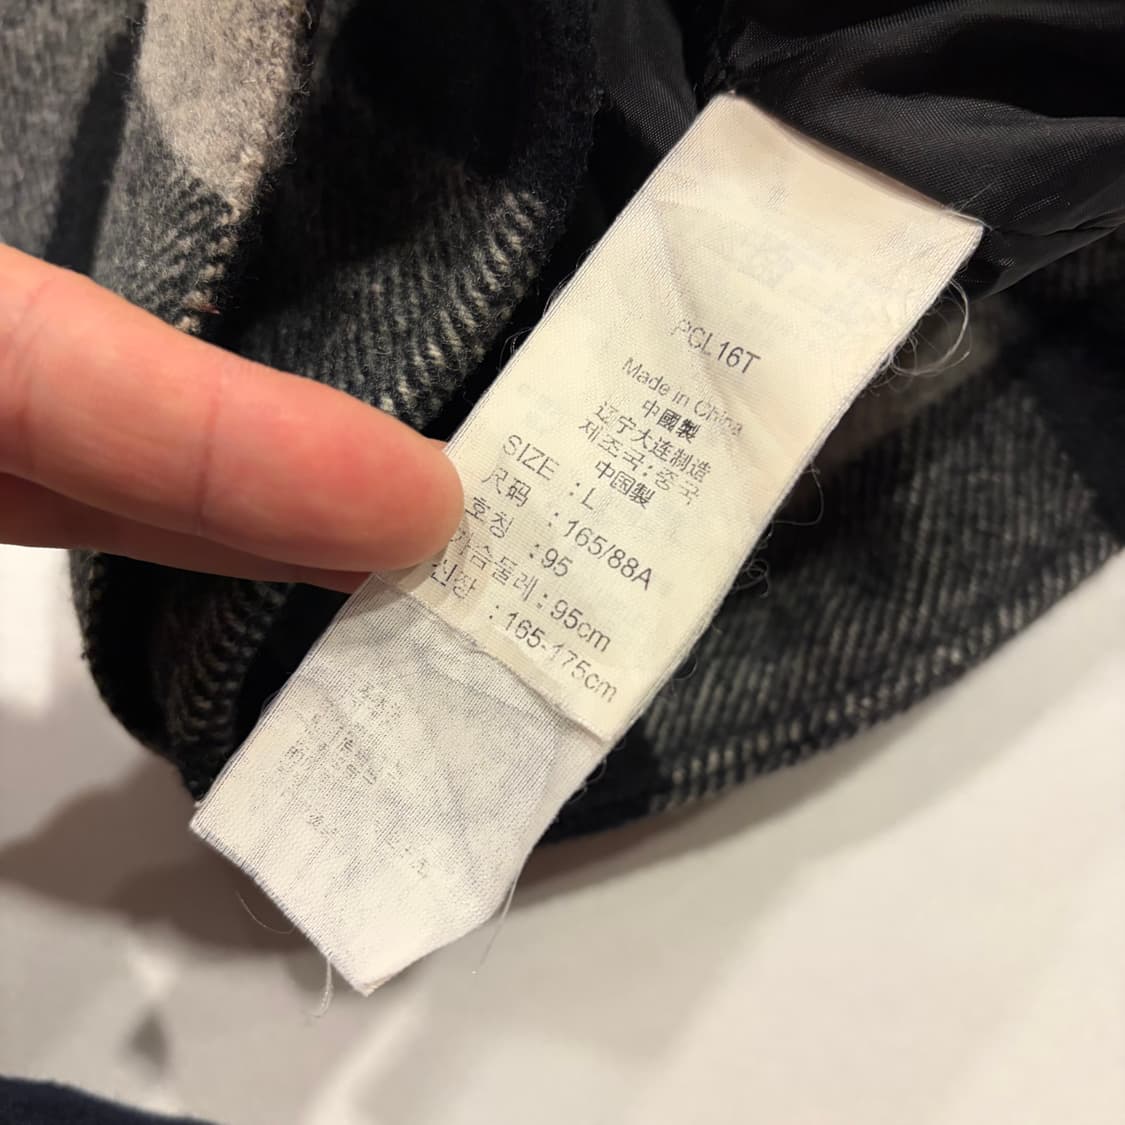 PCL16T
Made in China
中國製
辽宁大连制造
제조국:중국
中国製
SIZE : L
尺码 : 165/88A
호칭 : 95
가슴둘레 : 95cm
신장 : 165-175cm